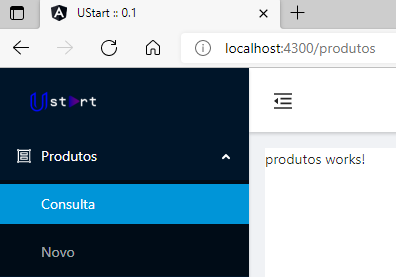 UStart :: 0.1
localhost:4300/produtos
Ustart
Produtos
produtos works!
Consulta
Novo